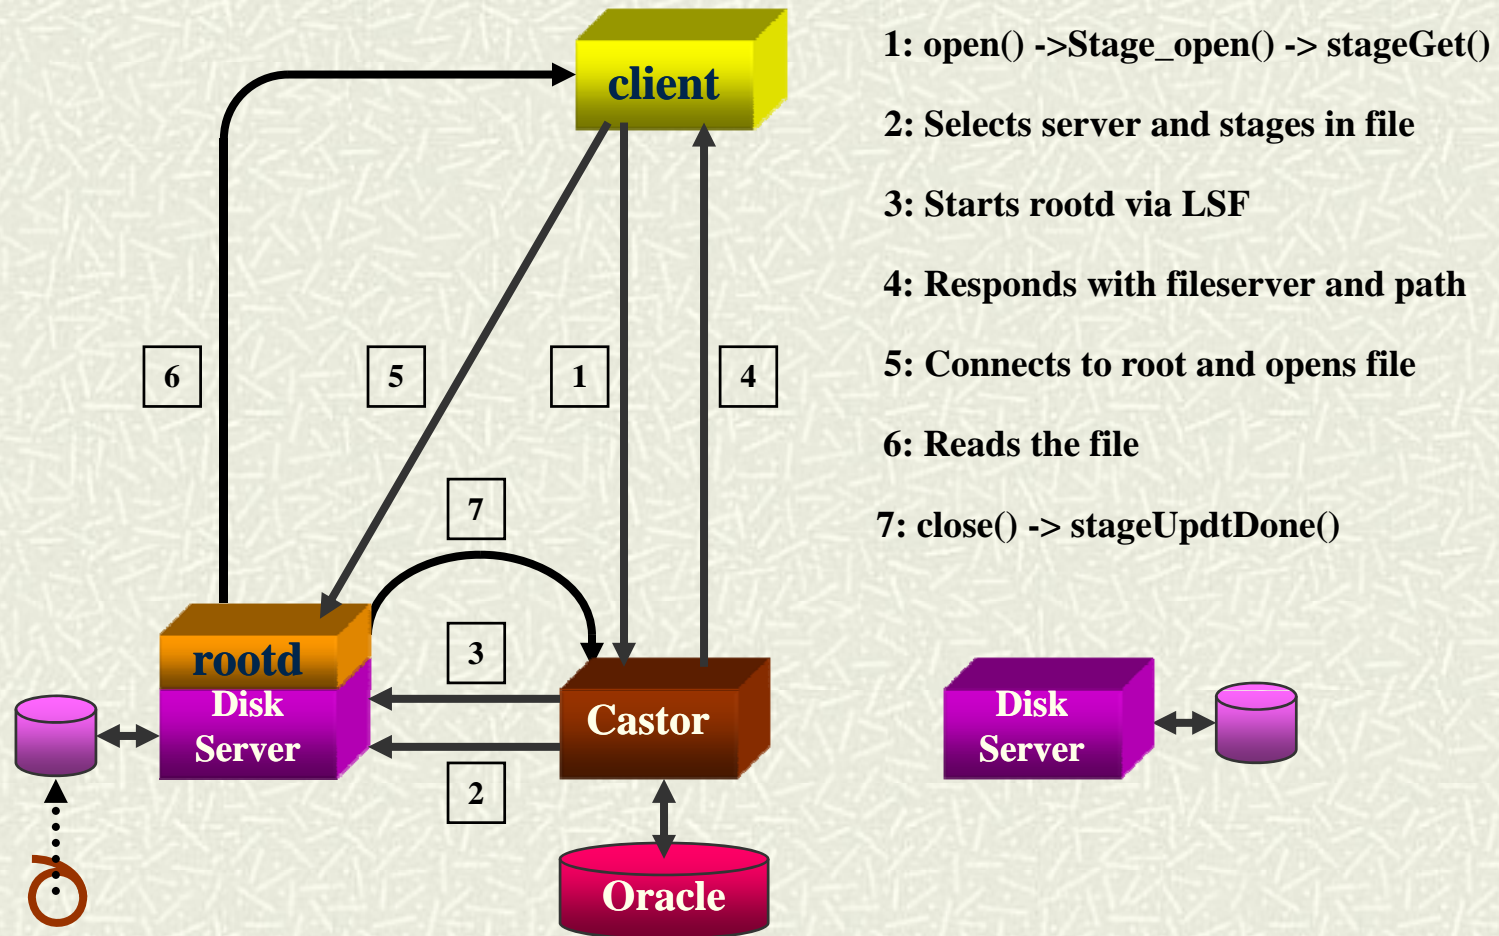 client
1: open() ->Stage_open() -> stageGet()
2: Selects server and stages in file
3: Starts rootd via LSF
4: Responds with fileserver and path
5: Connects to root and opens file
6: Reads the file
7: close() -> stageUpdtDone()
6
5
1
4
7
3
2
rootd
Disk
Server
Castor
Oracle
Disk
Server